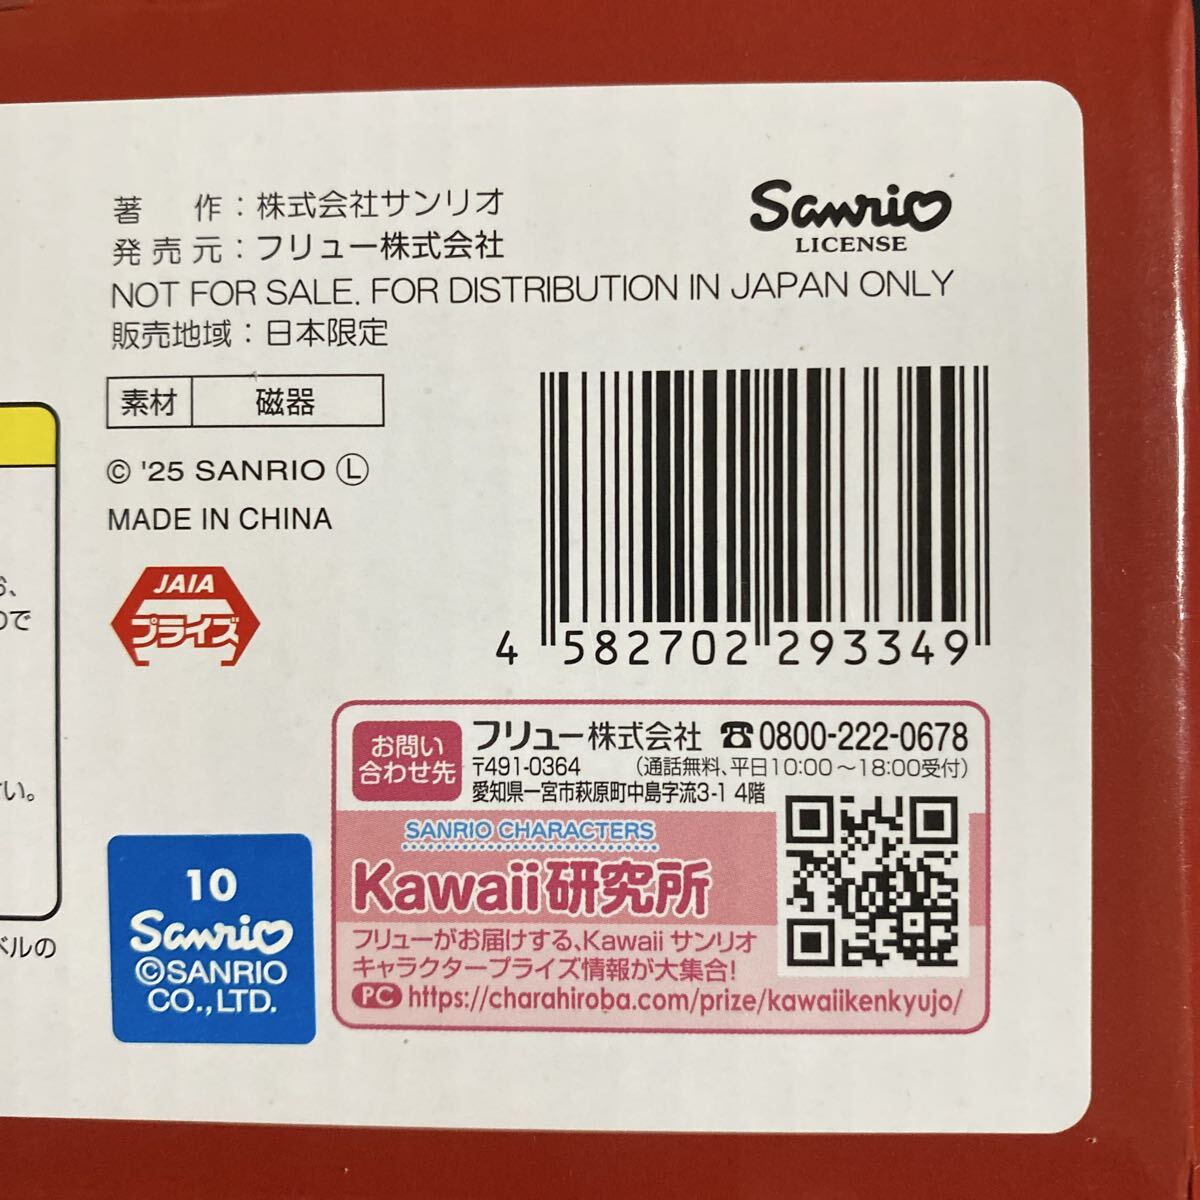 著 作：株式会社サンリオ
発 売 元：フリュー株式会社
NOT FOR SALE. FOR DISTRIBUTION IN JAPAN ONLY
販売地域：日本限定
Sanrio
LICENSE
素材 磁器
© '25 SANRIO Ⓛ
MADE IN CHINA
JAIA
プライズ
4 582702 293349
お問い
合わせ先
フリュー株式会社 ☎0800-222-0678
〒491-0364 （通話無料、平日10:00～18:00受付）
愛知県一宮市萩原町中島字流3-1 4階
SANRIO CHARACTERS
Kawaii研究所
フリューがお届けする、Kawaii サンリオ
キャラクタープライズ情報が大集合！
PC https://charahiroba.com/prize/kawaiikenkyujo/
10
Sanrio
©SANRIO
CO.,LTD.
、
ので
い。
ベルの